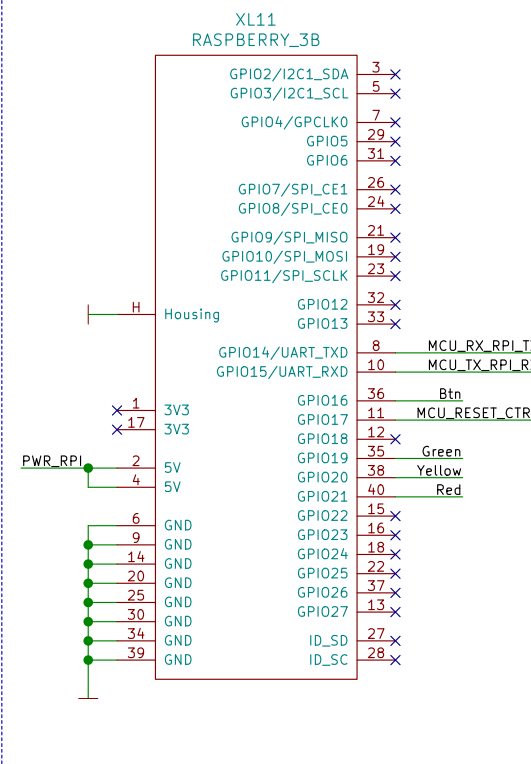 XL11
RASPBERRY_3B
GPIO2/I2C1_SDA 3
GPIO3/I2C1_SCL 5
GPIO4/GPCLK0 7
GPIO5 29
GPIO6 31
GPIO7/SPI_CE1 26
GPIO8/SPI_CE0 24
GPIO9/SPI_MISO 21
GPIO10/SPI_MOSI 19
GPIO11/SPI_SCLK 23
GPIO12 32
H Housing
GPIO13 33
GPIO14/UART_TXD 8 MCU_RX_RPI_T
GPIO15/UART_RXD 10 MCU_TX_RPI_R
GPIO16 36 Btn
1 3V3
GPIO17 11 MCU_RESET_CTR
17 3V3
GPIO18 12
GPIO19 35 Green
PWR_RPI 2 5V
GPIO20 38 Yellow
4 5V
GPIO21 40 Red
GPIO22 15
6 GND
GPIO23 16
9 GND
GPIO24 18
14 GND
GPIO25 22
20 GND
GPIO26 37
25 GND
GPIO27 13
30 GND
34 GND ID_SD 27
39 GND ID_SC 28